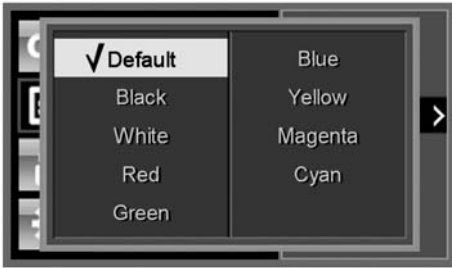 √ Default
Black
White
Red
Green
Blue
Yellow
Magenta
Cyan
>